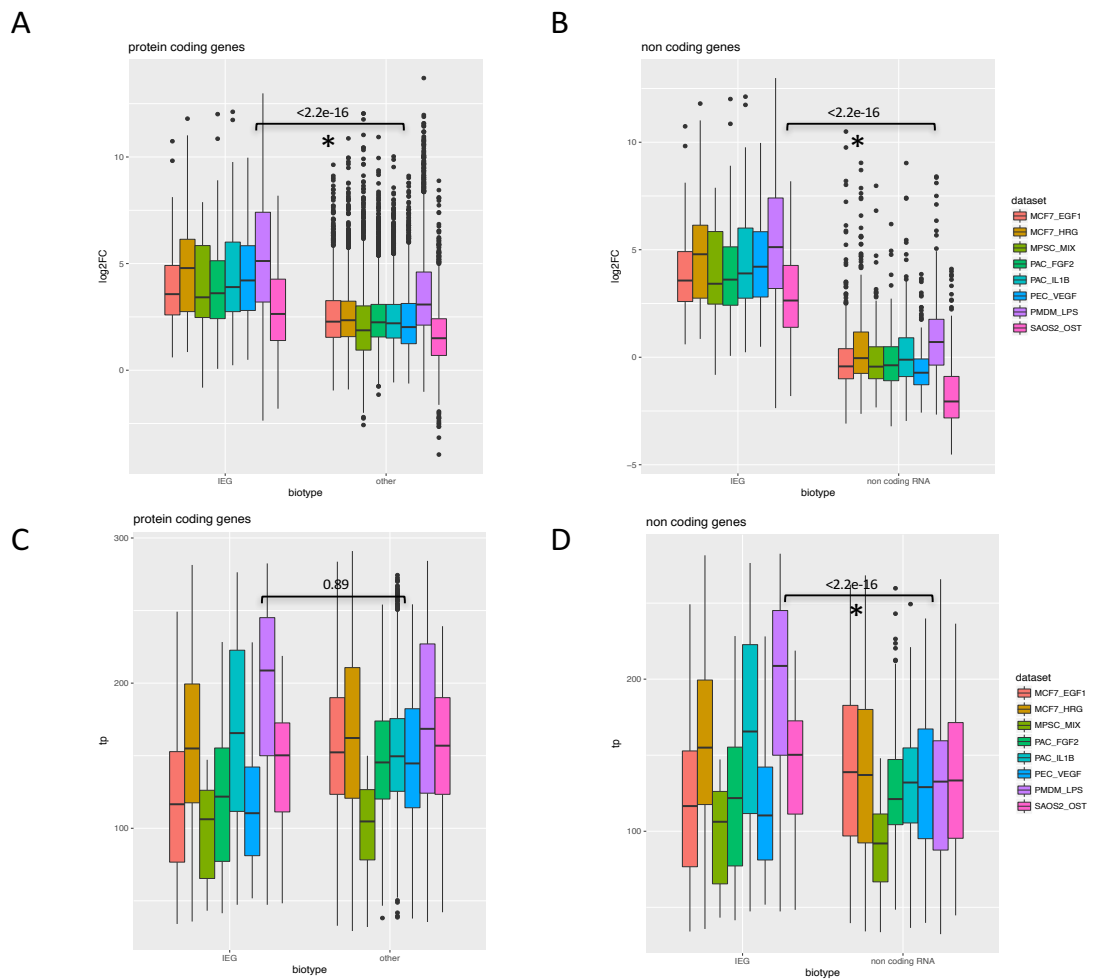 A
protein coding genes
<2.2e-16
*
10
5
0
log2FC
IEG
other
biotype
B
non coding genes
<2.2e-16
*
10
5
0
−5
log2FC
IEG
non coding RNA
biotype
dataset
MCF7_EGF1
MCF7_HRG
MPSC_MIX
PAC_FGF2
PAC_IL1B
PEC_VEGF
PMDM_LPS
SAOS2_OST
C
protein coding genes
0.89
300
200
100
tp
IEG
other
biotype
D
non coding genes
<2.2e-16
*
200
100
tp
IEG
non coding RNA
biotype
dataset
MCF7_EGF1
MCF7_HRG
MPSC_MIX
PAC_FGF2
PAC_IL1B
PEC_VEGF
PMDM_LPS
SAOS2_OST